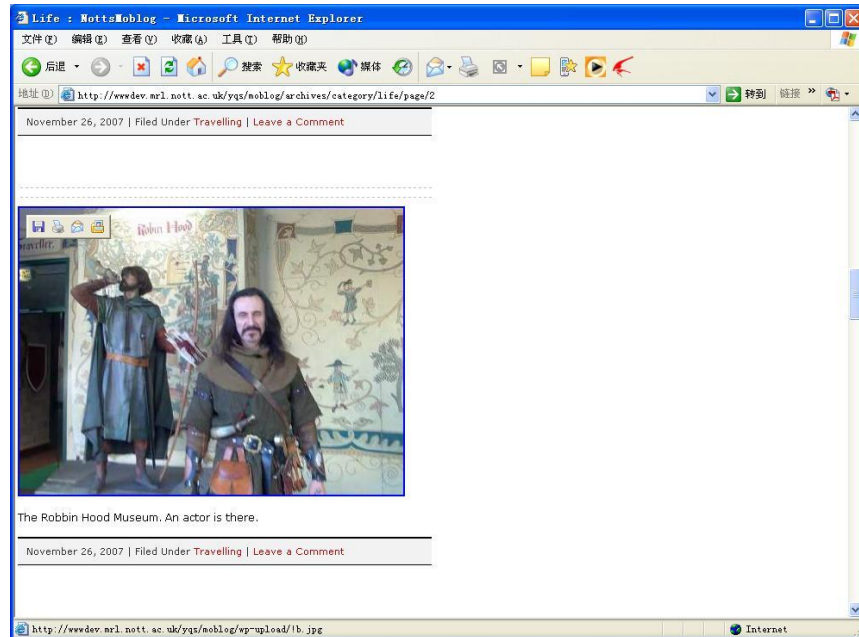 Life : NottsMoblog - Microsoft Internet Explorer
文件(F) 编辑(E) 查看(V) 收藏(A) 工具(T) 帮助(H)
后退 搜索 收藏夹 媒体
地址(D) http://wwwdev.mrl.nott.ac.uk/yqs/moblog/archives/category/life/page/2 转到 链接 »
November 26, 2007 | Filed Under Travelling | Leave a Comment
Robin Hood
raveller.
The Robbin Hood Museum. An actor is there.
November 26, 2007 | Filed Under Travelling | Leave a Comment
http://wwwdev.mrl.nott.ac.uk/yqs/moblog/wp-upload/!b.jpg Internet